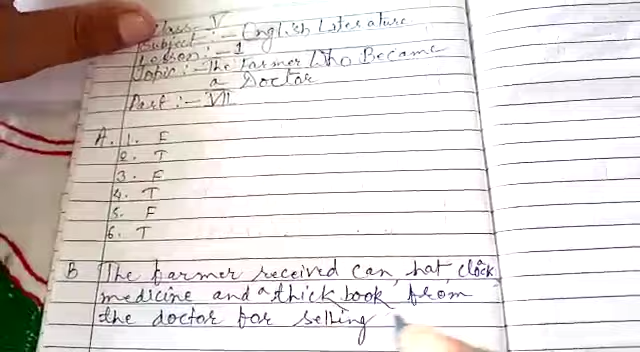 Class :- V
Subject :- English Literature
Lesson :- 1
Topic :- The Farmer Who Became
a Doctor
Part :- VII
A. 1. F
2. T
3. F
4. T
5. F
6. T
B The farmer received can, hat, a clock,
medicine and a thick book from
the doctor for selling